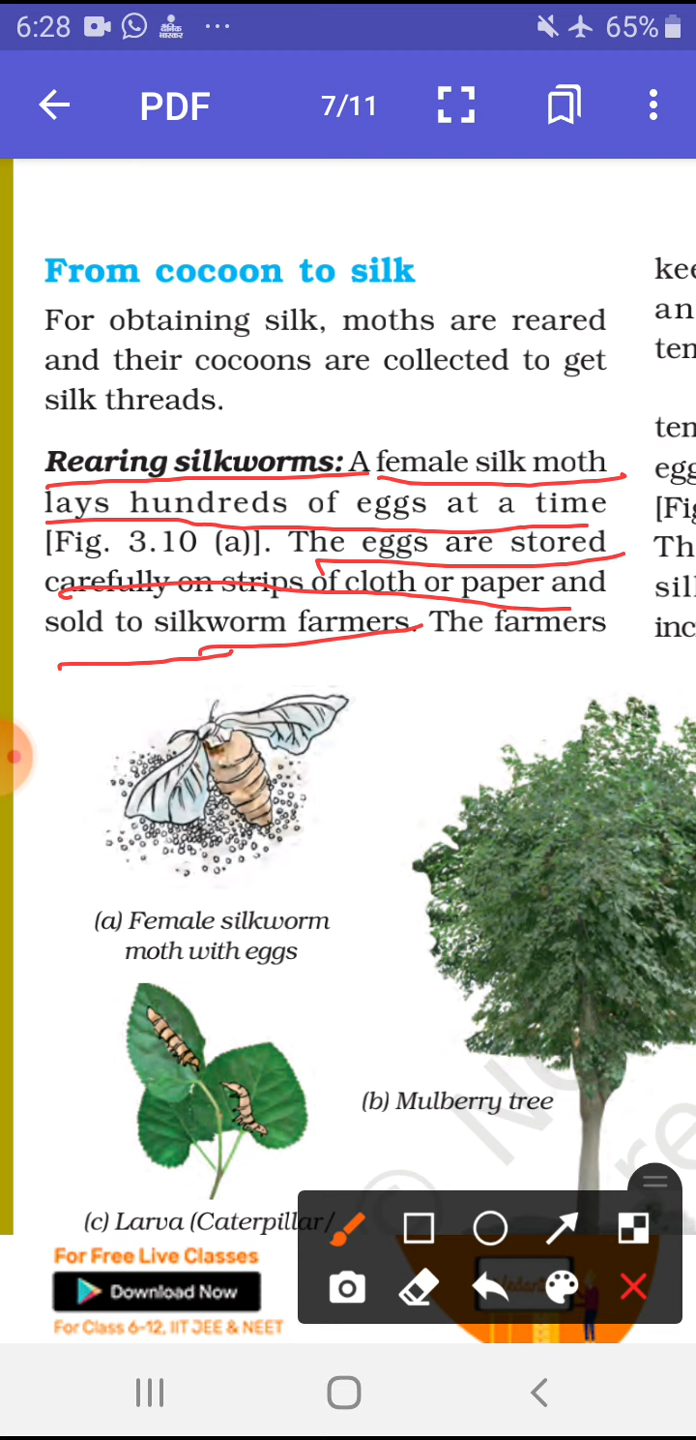 6:28
दैनिक
भास्कर
65%
PDF
7/11
From cocoon to silk
For obtaining silk, moths are reared
and their cocoons are collected to get
silk threads.
Rearing silkworms: A female silk moth
lays hundreds of eggs at a time
[Fig. 3.10 (a)]. The eggs are stored
carefully on strips of cloth or paper and
sold to silkworm farmers. The farmers
kee
an
ten
ten
egg
[Fig
Th
sill
inc
(a) Female silkworm
moth with eggs
(b) Mulberry tree
(c) Larva (Caterpillar/
For Free Live Classes
Download Now
For Class 6-12, IIT JEE & NEET